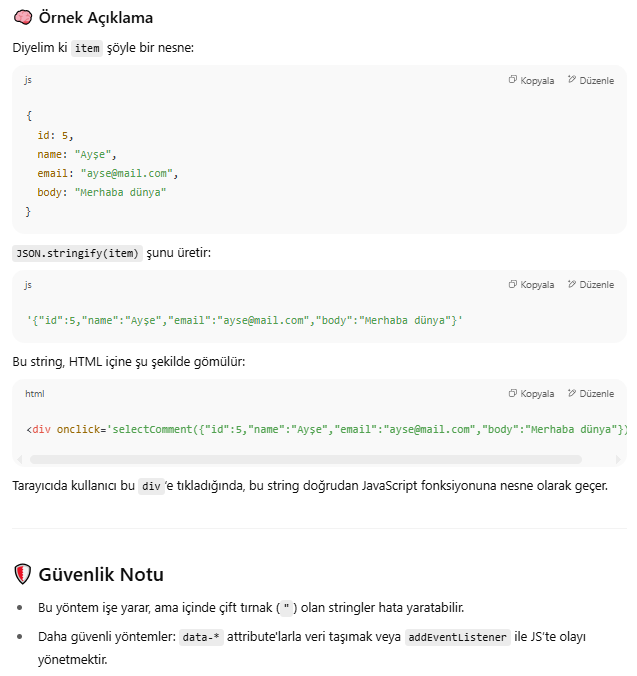 🧠 Örnek Açıklama
Diyelim ki item şöyle bir nesne:
js
Kopyala
Düzenle
{
id: 5,
name: "Ayşe",
email: "ayse@mail.com",
body: "Merhaba dünya"
}
JSON.stringify(item) şunu üretir:
js
Kopyala
Düzenle
'{"id":5,"name":"Ayşe","email":"ayse@mail.com","body":"Merhaba dünya"}'
Bu string, HTML içine şu şekilde gömülür:
html
Kopyala
Düzenle
<div onclick='selectComment({"id":5,"name":"Ayşe","email":"ayse@mail.com","body":"Merhaba dünya"})
Tarayıcıda kullanıcı bu div 'e tıkladığında, bu string doğrudan JavaScript fonksiyonuna nesne olarak geçer.
🛡️ Güvenlik Notu
• Bu yöntem işe yarar, ama içinde çift tırnak ( " ) olan stringler hata yaratabilir.
• Daha güvenli yöntemler: data-* attribute'larla veri taşımak veya addEventListener ile JS'te olayı
yönetmektir.